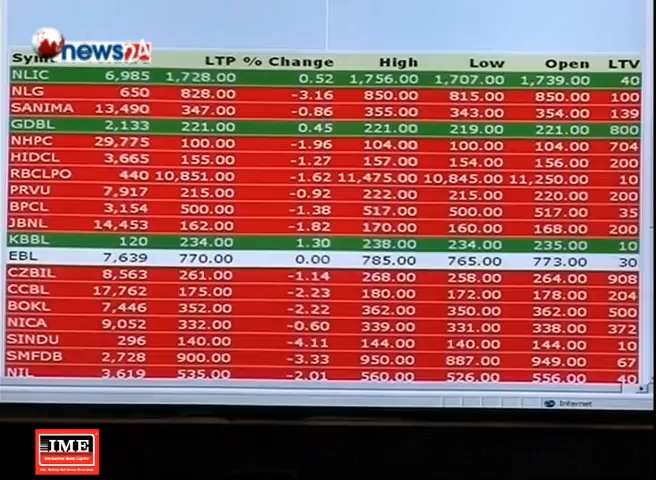 news24
LTP % Change High Low Open LTV
NLIC 6,985 1,728.00 0.52 1,756.00 1,707.00 1,739.00 40
NLG 650 828.00 -3.16 850.00 815.00 850.00 100
SANIMA 13,490 347.00 -0.86 355.00 343.00 354.00 139
GDBL 2,133 221.00 0.45 221.00 219.00 221.00 800
NHPC 29,775 100.00 -1.96 104.00 100.00 104.00 704
HIDCL 3,665 155.00 -1.27 157.00 154.00 156.00 200
RBCLPO 440 10,851.00 -1.62 11,475.00 10,845.00 11,250.00 10
PRVU 7,917 215.00 -0.92 222.00 215.00 220.00 200
BPCL 3,154 500.00 -1.38 517.00 500.00 517.00 35
JBNL 14,453 162.00 -1.82 170.00 160.00 168.00 200
KBBL 120 234.00 1.30 238.00 234.00 235.00 10
EBL 7,639 770.00 0.00 785.00 765.00 773.00 30
CZBIL 8,563 261.00 -1.14 268.00 258.00 264.00 908
CCBL 17,762 175.00 -2.23 180.00 172.00 178.00 204
BOKL 7,446 352.00 -2.22 362.00 350.00 362.00 500
NICA 9,052 332.00 -0.60 339.00 331.00 338.00 372
SINDU 296 140.00 -4.11 144.00 140.00 144.00 10
SMFDB 2,728 900.00 -3.33 950.00 887.00 949.00 67
NIL 3,619 535.00 -2.01 560.00 526.00 556.00 40
Internet
IME